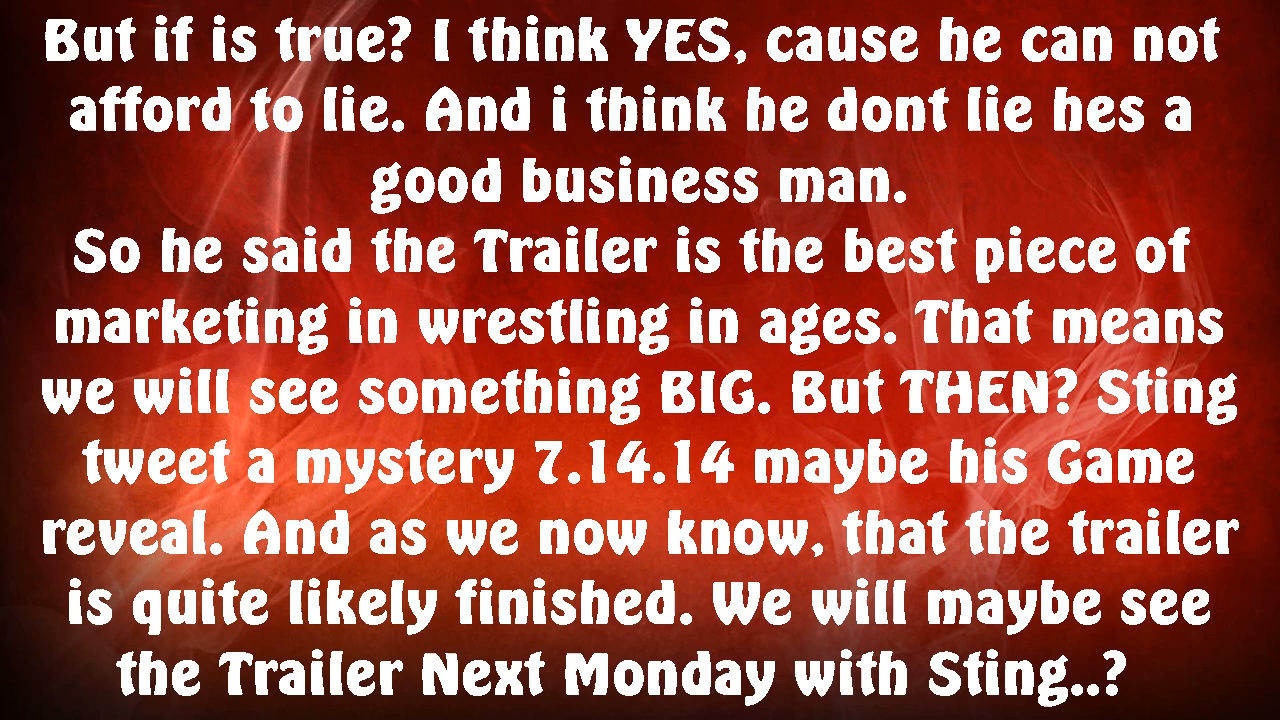 But if is true? I think YES, cause he can not
afford to lie. And i think he dont lie hes a
good business man.
So he said the Trailer is the best piece of
marketing in wrestling in ages. That means
we will see something BIG. But THEN? Sting
tweet a mystery 7.14.14 maybe his Game
reveal. And as we now know, that the trailer
is quite likely finished. We will maybe see
the Trailer Next Monday with Sting..?